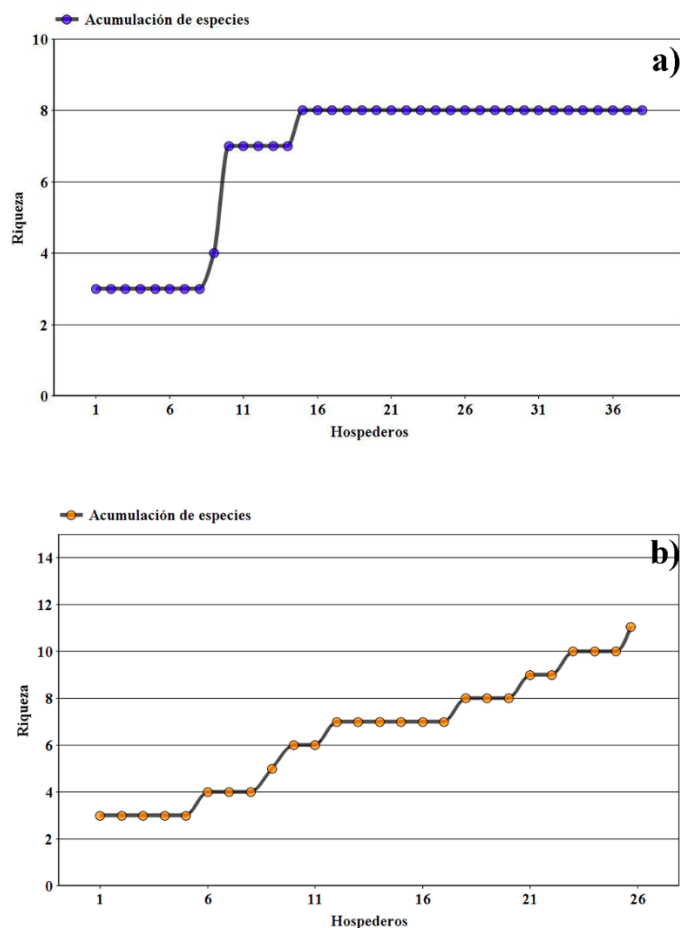 Acumulación de especies
a)
10
8
6
4
2
0
Riqueza
1 6 11 16 21 26 31 36
Hospederos
Acumulación de especies
b)
14
12
10
8
6
4
2
0
Riqueza
1 6 11 16 21 26
Hospederos